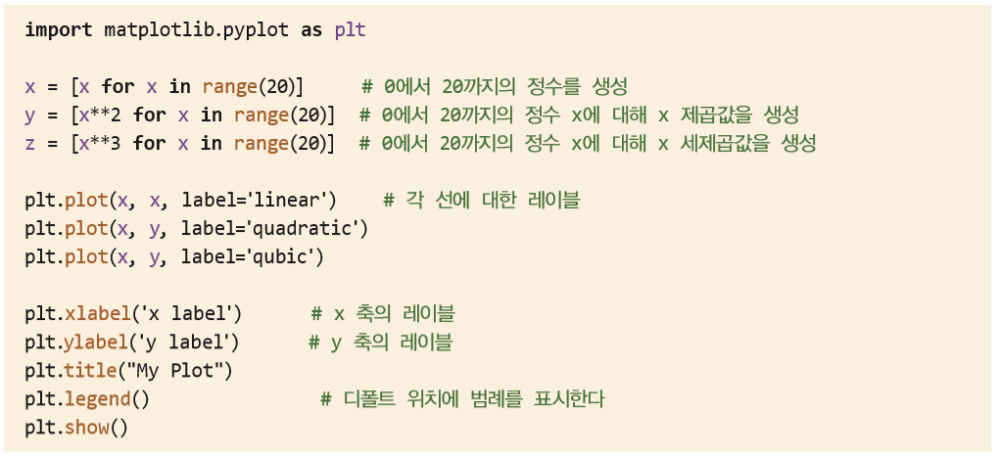 import matplotlib.pyplot as plt
x = [x for x in range(20)]     # 0에서 20까지의 정수를 생성
y = [x**2 for x in range(20)]  # 0에서 20까지의 정수 x에 대해 x 제곱값을 생성
z = [x**3 for x in range(20)]  # 0에서 20까지의 정수 x에 대해 x 세제곱값을 생성
plt.plot(x, x, label='linear')    # 각 선에 대한 레이블
plt.plot(x, y, label='quadratic')
plt.plot(x, y, label='qubic')
plt.xlabel('x label')      # x 축의 레이블
plt.ylabel('y label')      # y 축의 레이블
plt.title("My Plot")
plt.legend()               # 디폴트 위치에 범례를 표시한다
plt.show()